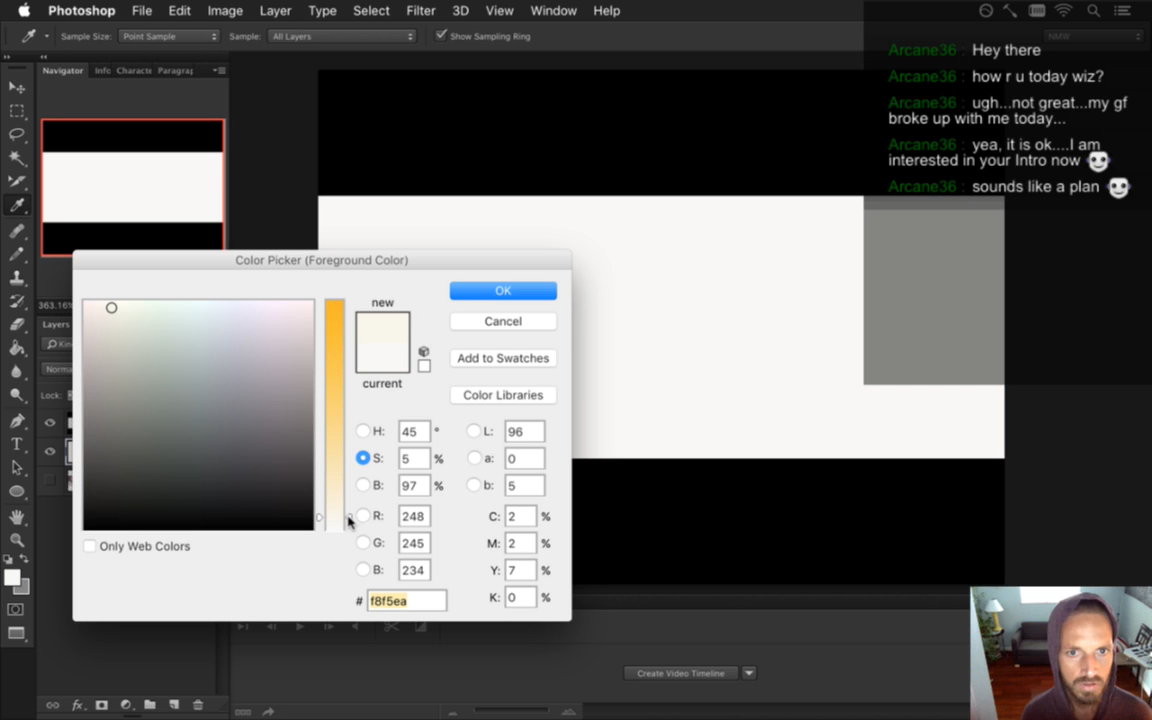 Photoshop File Edit Image Layer Type Select Filter 3D View Window Help
Sample Size: Point Sample Sample: All Layers Show Sampling Ring NMW
Navigator Info Characte Paragraj
Arcane36 : Hey there
Arcane36 : how r u today wiz?
Arcane36 : ugh...not great...my gf
broke up with me today...
Arcane36 : yea, it is ok....I am
interested in your Intro now
Arcane36 : sounds like a plan
363.16%
Layers
Norma
Lock:
Color Picker (Foreground Color)
new
current
OK
Cancel
Add to Swatches
Color Libraries
H: 45 °
S: 5 %
B: 97 %
R: 248
G: 245
B: 234
# f8f5ea
L: 96
a: 0
b: 5
C: 2 %
M: 2 %
Y: 7 %
K: 0 %
Only Web Colors
Create Video Timeline
fx